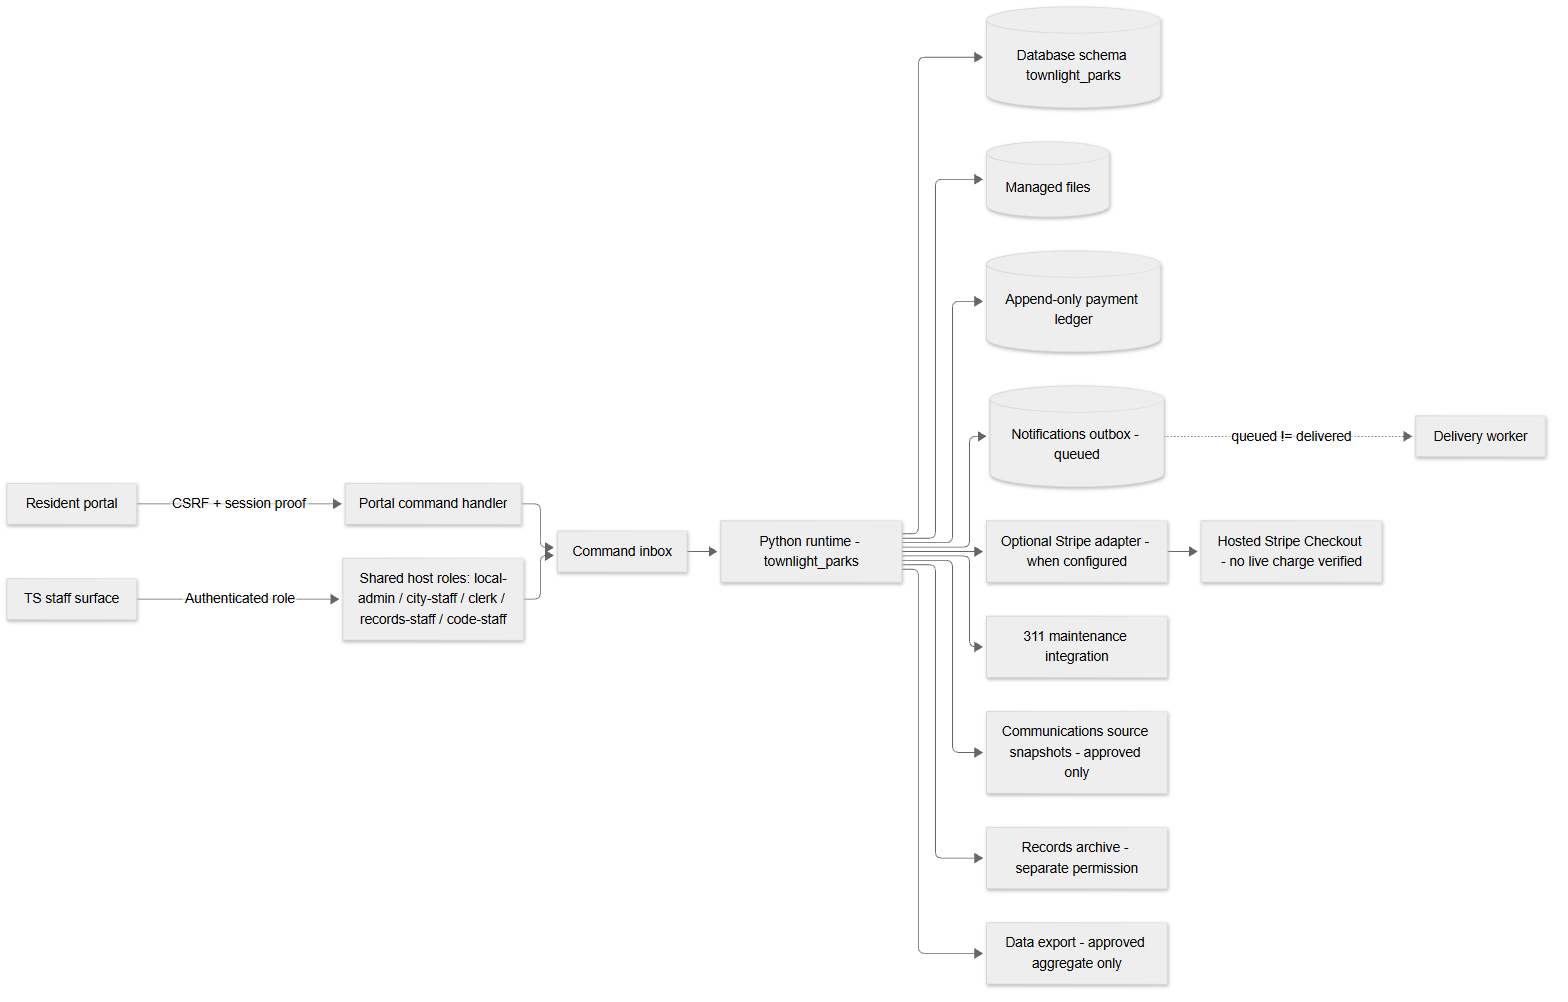 Database schema
townlight_parks
Managed files
Append-only payment
ledger
Notifications outbox -
queued
queued != delivered
Delivery worker
Resident portal
CSRF + session proof
Portal command handler
TS staff surface
Authenticated role
Shared host roles: local-
admin / city-staff / clerk /
records-staff / code-staff
Command inbox
Python runtime -
townlight_parks
Optional Stripe adapter -
when configured
Hosted Stripe Checkout
- no live charge verified
311 maintenance
integration
Communications source
snapshots - approved
only
Records archive -
separate permission
Data export - approved
aggregate only